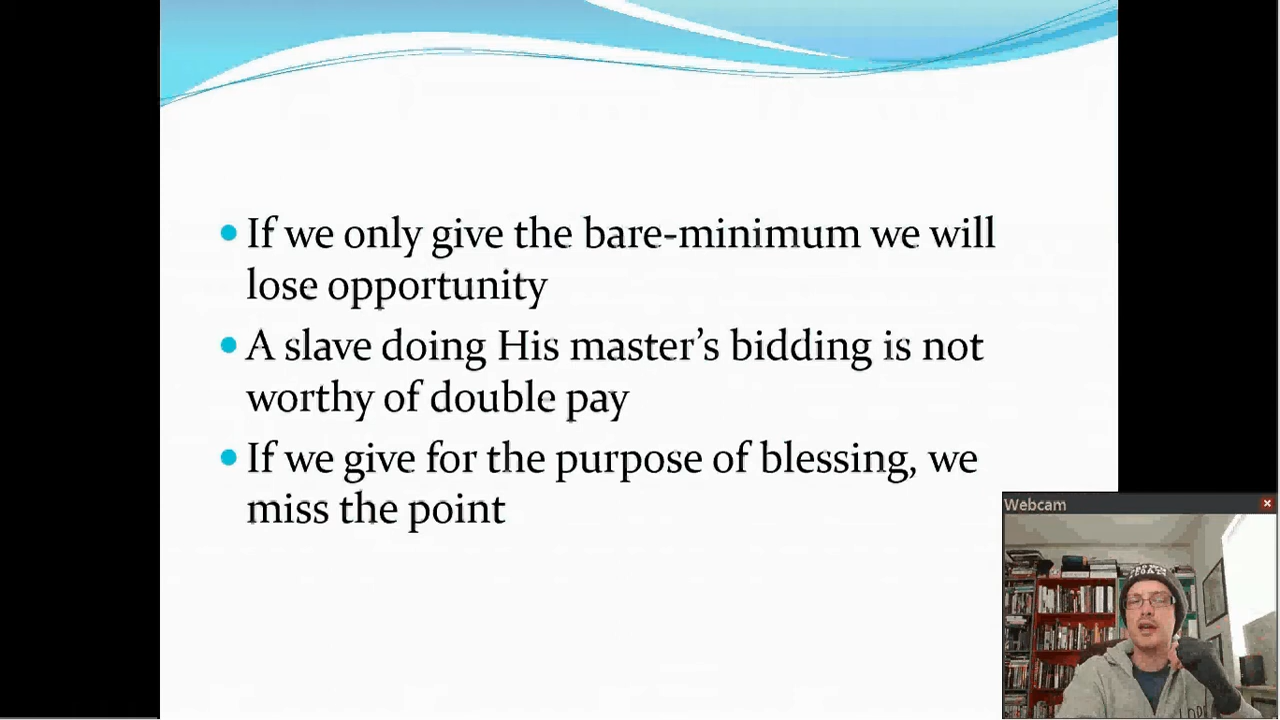 • If we only give the bare-minimum we will
lose opportunity
• A slave doing His master’s bidding is not
worthy of double pay
• If we give for the purpose of blessing, we
miss the point
Webcam